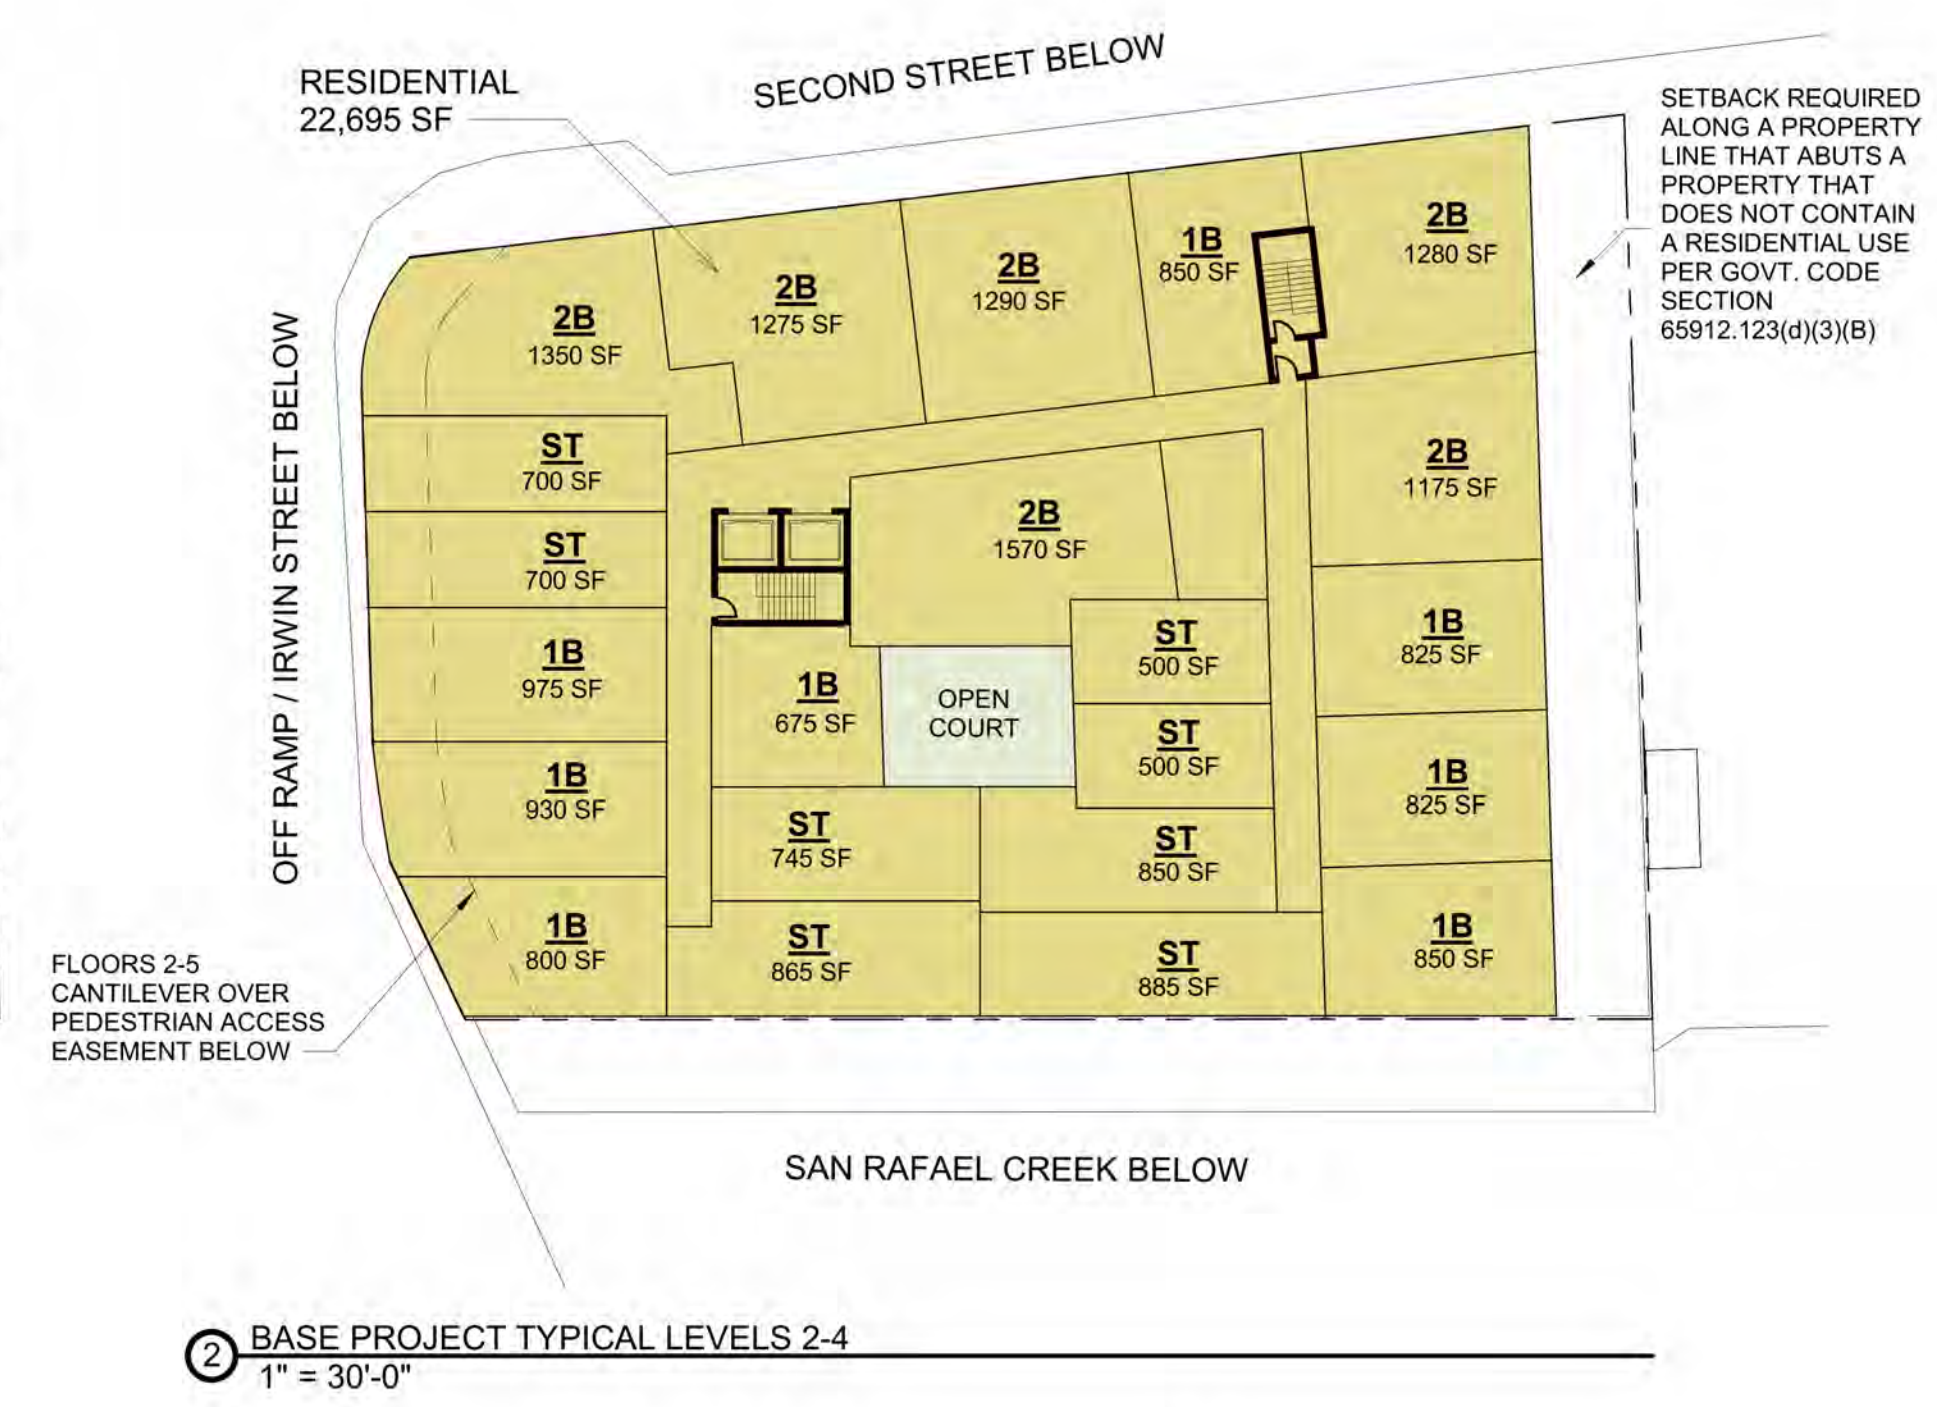 RESIDENTIAL
22,695 SF
SECOND STREET BELOW
SETBACK REQUIRED
ALONG A PROPERTY
LINE THAT ABUTS A
PROPERTY THAT
DOES NOT CONTAIN
A RESIDENTIAL USE
PER GOVT. CODE
SECTION
65912.123(d)(3)(B)
OFF RAMP / IRWIN STREET BELOW
2B
1350 SF
2B
1275 SF
2B
1290 SF
1B
850 SF
2B
1280 SF
ST
700 SF
ST
700 SF
1B
975 SF
1B
930 SF
1B
800 SF
2B
1570 SF
1B
675 SF
OPEN
COURT
ST
500 SF
ST
500 SF
ST
745 SF
ST
850 SF
ST
865 SF
ST
885 SF
2B
1175 SF
1B
825 SF
1B
825 SF
1B
850 SF
FLOORS 2-5
CANTILEVER OVER
PEDESTRIAN ACCESS
EASEMENT BELOW
SAN RAFAEL CREEK BELOW
2
BASE PROJECT TYPICAL LEVELS 2-4
1" = 30'-0"